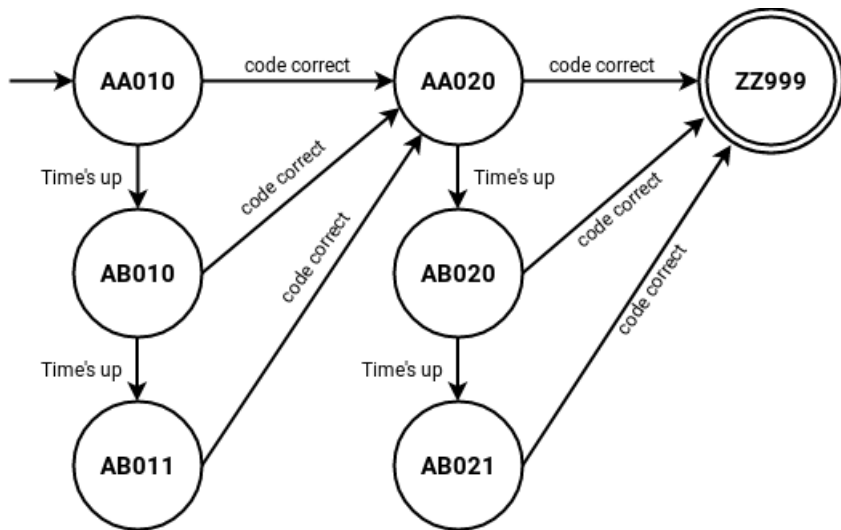 code correct
code correct
AA010
AA020
ZZ999
Time's up
code correct
Time's up
code correct
AB010
code correct
AB020
code correct
Time's up
Time's up
AB011
AB021